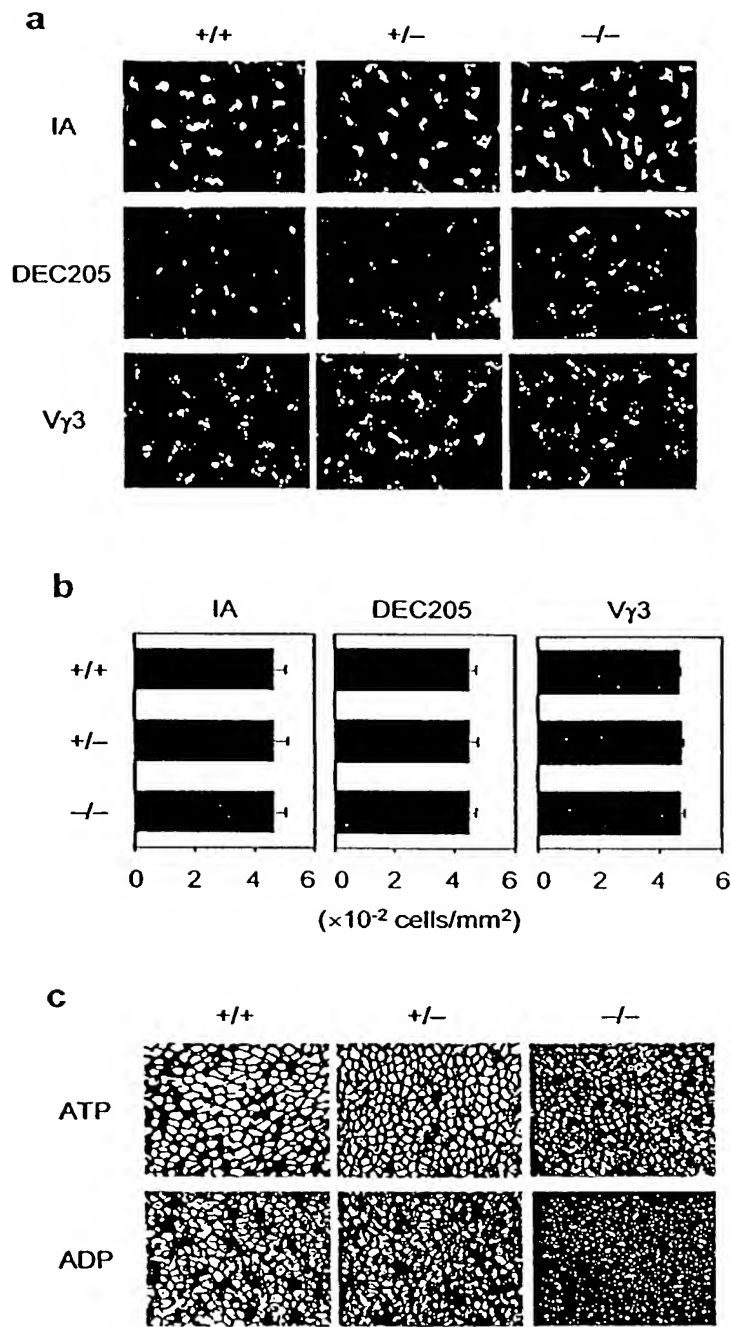 a
+/+ +/– –/–
IA
DEC205
Vγ3
b
IA DEC205 Vγ3
+/+
+/–
–/–
0 2 4 6 0 2 4 6 0 2 4 6
(×10⁻² cells/mm²)
c
+/+ +/– –/–
ATP
ADP